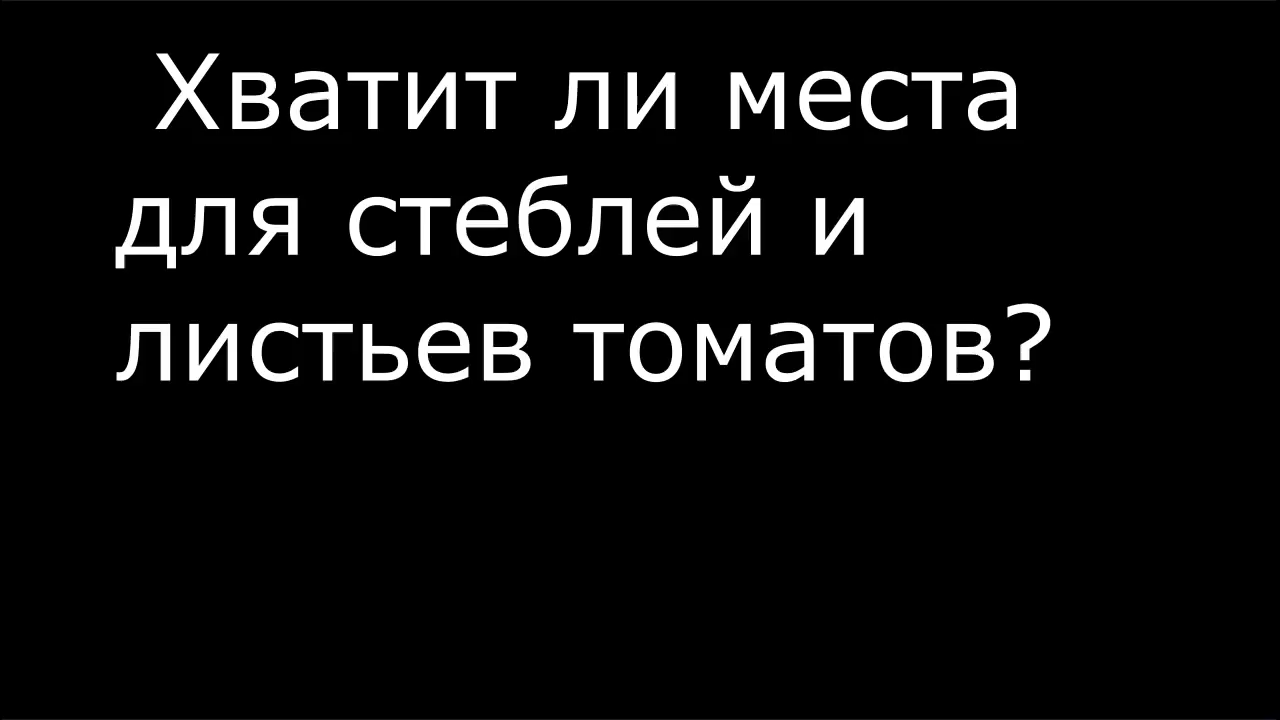 Хватит ли места
для стеблей и
листьев томатов?